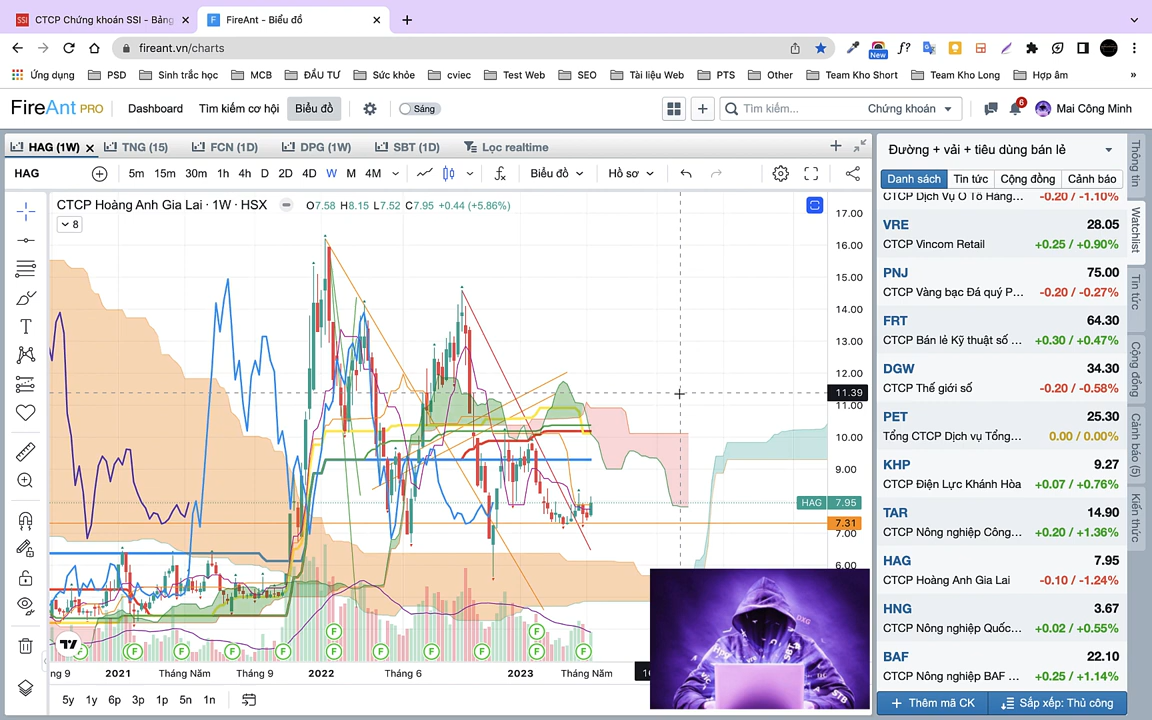 CTCP Chứng khoán SSI - Bảng
FireAnt - Biểu đồ
fireant.vn/charts
New
Ứng dụng PSD Sinh trắc học MCB ĐẦU TƯ Sức khỏe cviec Test Web SEO Tài liệu Web PTS Other Team Kho Short Team Kho Long Hợp âm »
FireAnt PRO Dashboard Tìm kiếm cơ hội Biểu đồ Sáng Tìm kiếm... Chứng khoán 6 Mai Công Minh
HAG (1W) TNG (15) FCN (1D) DPG (1W) SBT (1D) Lọc realtime
HAG 5m 15m 30m 1h 4h D 2D 4D W M 4M Biểu đồ Hồ sơ
CTCP Hoàng Anh Gia Lai · 1W · HSX O7.58 H8.15 L7.52 C7.95 +0.44 (+5.86%)
8
17.00
16.00
15.00
14.00
13.00
12.00
11.39
11.00
10.00
9.00
HAG 7.95
7.31
7.00
6.00
F F
F F F F F F F F F F F
2021 Tháng Năm Tháng 9 2022 Tháng 6 2023 Tháng Năm
5y 1y 6p 3p 1p 5n 1n
Đường + vải + tiêu dùng bán lẻ
Danh sách Tin tức Cộng đồng Cảnh báo
CTCP Dịch Vụ Ô Tô Hàng... -0.20 / -1.10%
VRE 28.05
CTCP Vincom Retail +0.25 / +0.90%
PNJ 75.00
CTCP Vàng bạc Đá quý P... -0.20 / -0.27%
FRT 64.30
CTCP Bán lẻ Kỹ thuật số ... +0.30 / +0.47%
DGW 34.30
CTCP Thế giới số -0.20 / -0.58%
PET 25.30
Tổng CTCP Dịch vụ Tổng... 0.00 / 0.00%
KHP 9.27
CTCP Điện Lực Khánh Hòa +0.07 / +0.76%
TAR 14.90
CTCP Nông nghiệp Công... +0.20 / +1.36%
HAG 7.95
CTCP Hoàng Anh Gia Lai -0.10 / -1.24%
HNG 3.67
CTCP Nông nghiệp Quốc... +0.02 / +0.55%
BAF 22.10
CTCP Nông nghiệp BAF ... +0.25 / +1.14%
Thêm mã CK Sắp xếp: Thủ công
Thông tin
Watchlist
Tin tức
Cộng đồng
Cảnh báo (5)
Kiến thức
DXG
HPV
STB